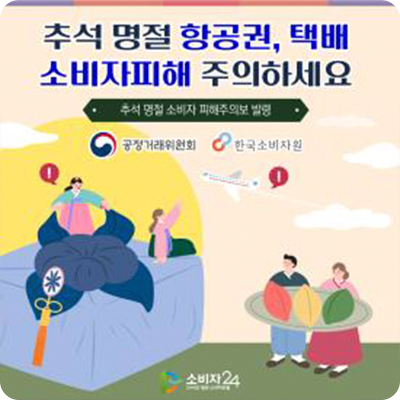 추석 명절 항공권, 택배
소비자피해 주의하세요
추석 명절 소비자 피해주의보 발령
공정거래위원회 한국소비자원
소비자24